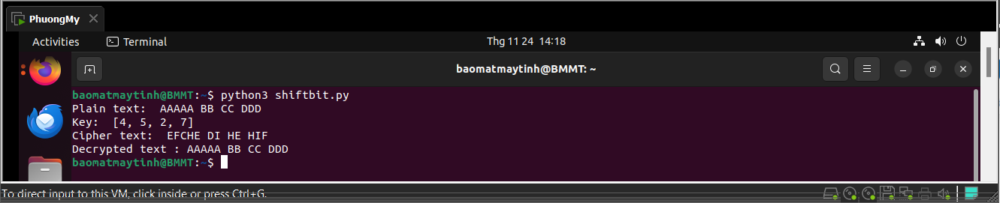 PhuongMy
Activities Terminal Thg 11 24 14:18
baomatmaytinh@BMMT: ~
baomatmaytinh@BMMT:~$ python3 shiftbit.py
Plain text:  AAAAA BB CC DDD
Key:  [4, 5, 2, 7]
Cipher text:  EFCHE DI HE HIF
Decrypted text : AAAAA BB CC DDD
baomatmaytinh@BMMT:~$
To direct input to this VM, click inside or press Ctrl+G.